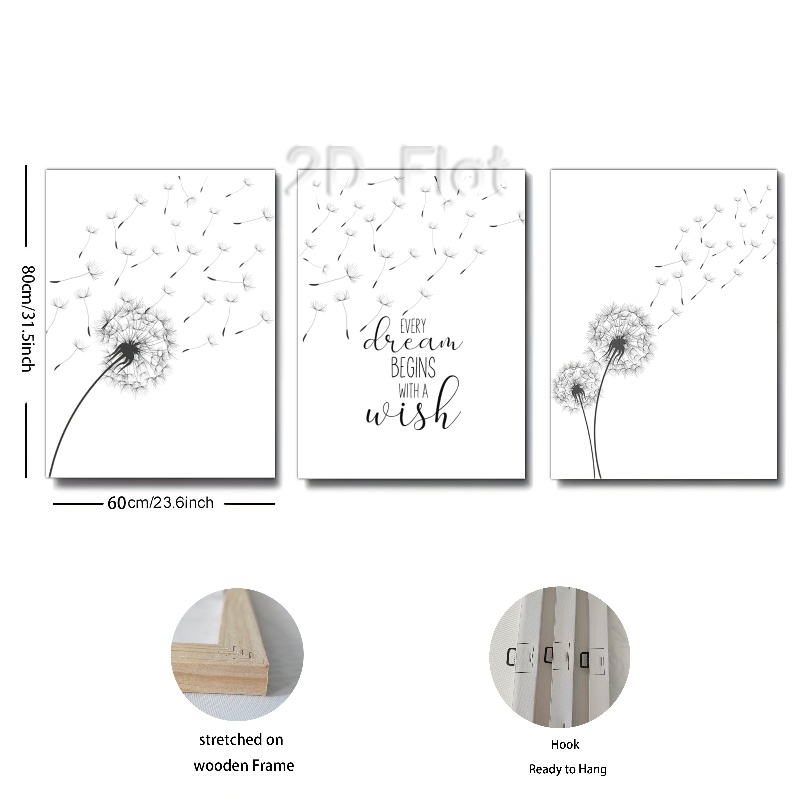 2D Flat
80cm/31.5inch
EVERY
dream
BEGINS
WITH A
wish
60cm/23.6inch
stretched on
wooden Frame
Hook
Ready to Hang